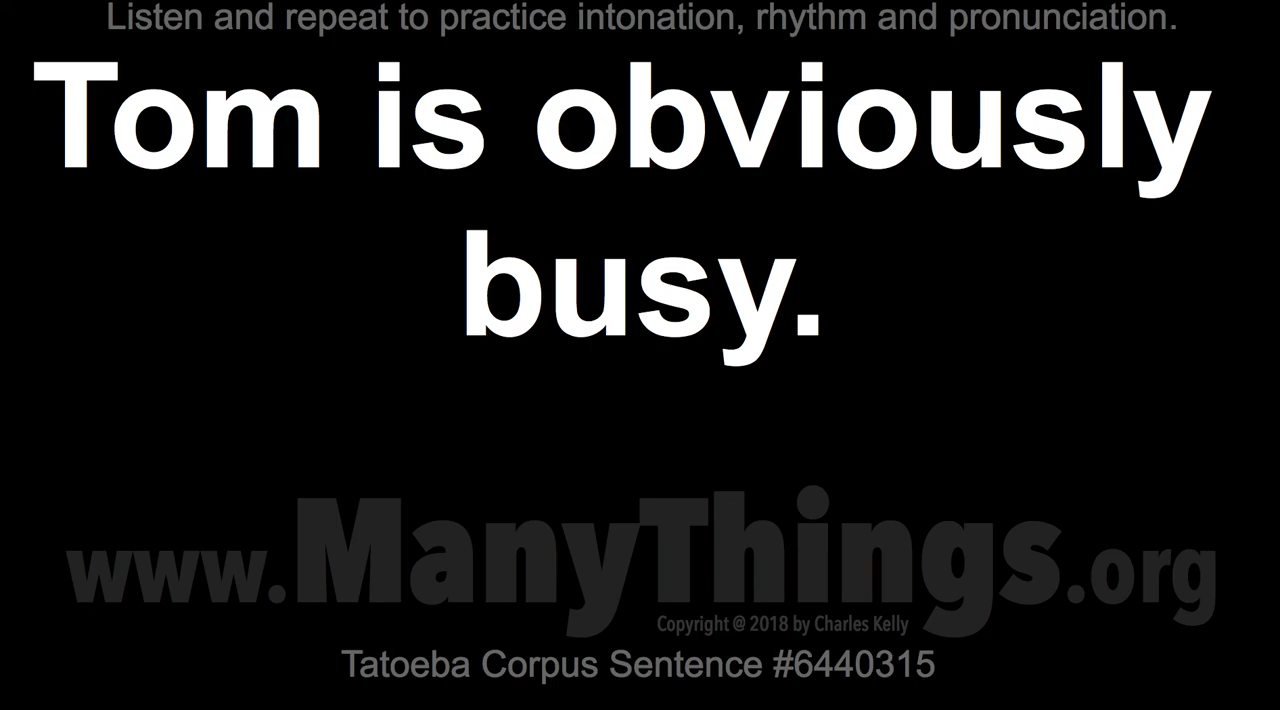 Listen and repeat to practice intonation, rhythm and pronunciation.
Tom is obviously
busy.
www.ManyThings.org
Copyright @ 2018 by Charles Kelly
Tatoeba Corpus Sentence #6440315